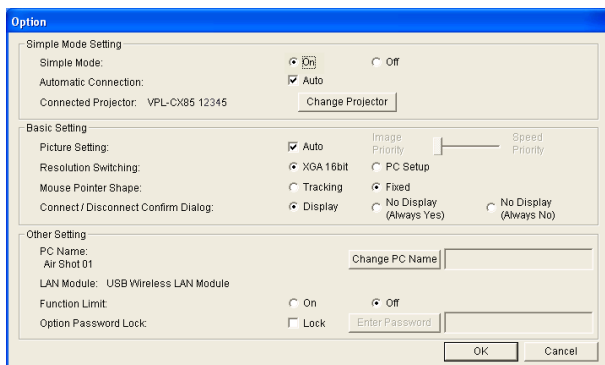 Option
Simple Mode Setting
Simple Mode: On Off
Automatic Connection: Auto
Connected Projector: VPL-CX85 12345 Change Projector
Basic Setting
Picture Setting: Auto Image Priority Speed Priority
Resolution Switching: XGA 16bit PC Setup
Mouse Pointer Shape: Tracking Fixed
Connect / Disconnect Confirm Dialog: Display No Display (Always Yes) No Display (Always No)
Other Setting
PC Name:
Air Shot 01 Change PC Name
LAN Module: USB Wireless LAN Module
Function Limit: On Off
Option Password Lock: Lock Enter Password
OK Cancel